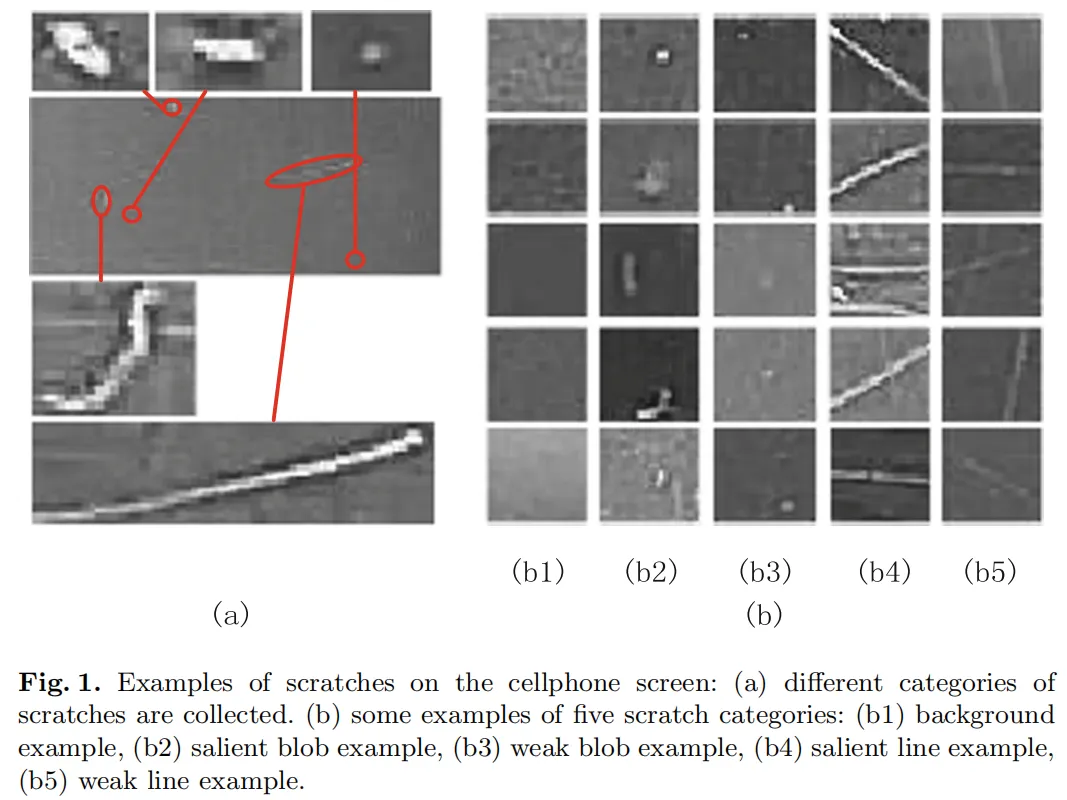 (b1) (b2) (b3) (b4) (b5)
(a) (b)
Fig. 1. Examples of scratches on the cellphone screen: (a) different categories of
scratches are collected. (b) some examples of five scratch categories: (b1) background
example, (b2) salient blob example, (b3) weak blob example, (b4) salient line example,
(b5) weak line example.